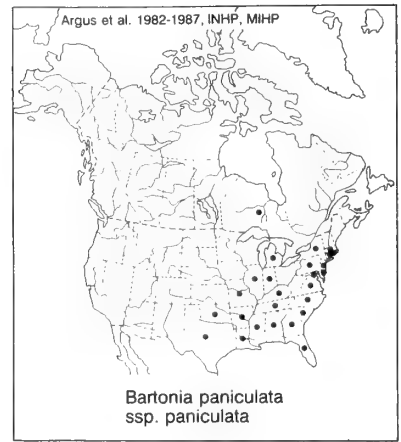 Argus et al. 1982-1987, INHP, MIHP
Bartonia paniculata
ssp. paniculata